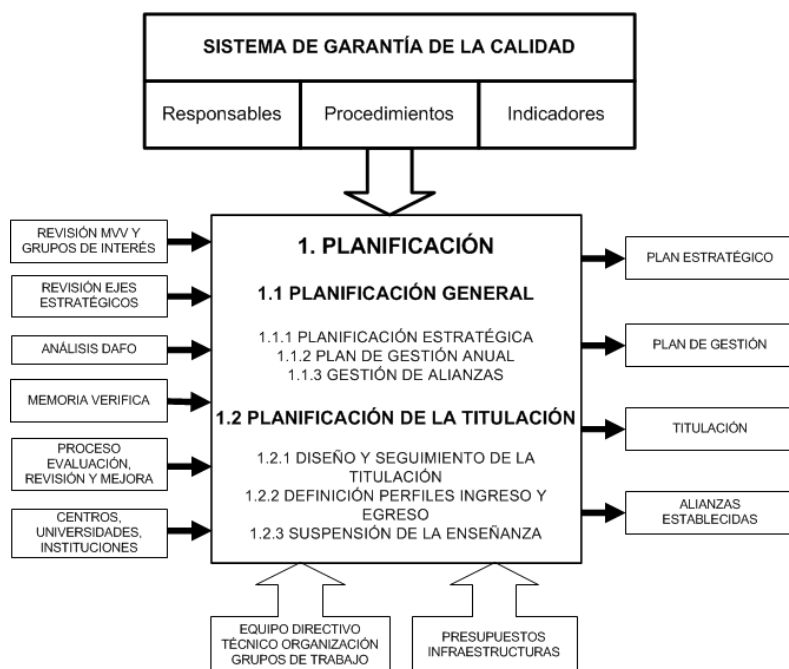 SISTEMA DE GARANTÍA DE LA CALIDAD
Responsables
Procedimientos
Indicadores
REVISIÓN MVV Y
GRUPOS DE INTERÉS
REVISIÓN EJES
ESTRATÉGICOS
ANÁLISIS DAFO
MEMORIA VERIFICA
PROCESO
EVALUACIÓN,
REVISIÓN Y MEJORA
CENTROS,
UNIVERSIDADES,
INSTITUCIONES
1. PLANIFICACIÓN
1.1 PLANIFICACIÓN GENERAL
1.1.1 PLANIFICACIÓN ESTRATÉGICA
1.1.2 PLAN DE GESTIÓN ANUAL
1.1.3 GESTIÓN DE ALIANZAS
1.2 PLANIFICACIÓN DE LA TITULACIÓN
1.2.1 DISEÑO Y SEGUIMIENTO DE LA
TITULACIÓN
1.2.2 DEFINICIÓN PERFILES INGRESO Y
EGRESO
1.2.3 SUSPENSIÓN DE LA ENSEÑANZA
PLAN ESTRATÉGICO
PLAN DE GESTIÓN
TITULACIÓN
ALIANZAS
ESTABLECIDAS
EQUIPO DIRECTIVO
TÉCNICO ORGANIZACIÓN
GRUPOS DE TRABAJO
PRESUPUESTOS
INFRAESTRUCTURAS